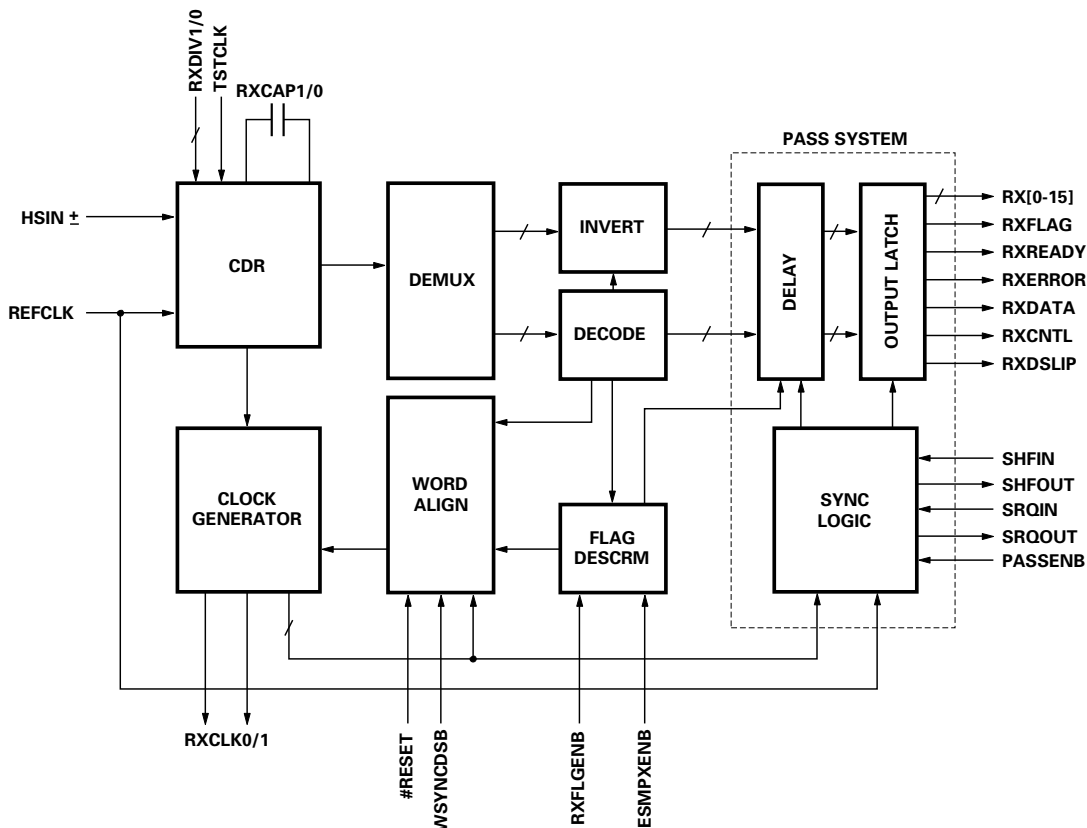 RXDIV1/0
TSTCLK
RXCAP1/0
PASS SYSTEM
HSIN ±
REFCLK
CDR
DEMUX
INVERT
DECODE
DELAY
OUTPUT LATCH
RX[0-15]
RXFLAG
RXREADY
RXERROR
RXDATA
RXCNTL
RXDSLIP
CLOCK
GENERATOR
WORD
ALIGN
FLAG
DESCRM
SYNC
LOGIC
SHFIN
SHFOUT
SRQIN
SRQOUT
PASSENB
RXCLK0/1
#RESET
WSYNCDSB
RXFLGENB
ESMPXENB